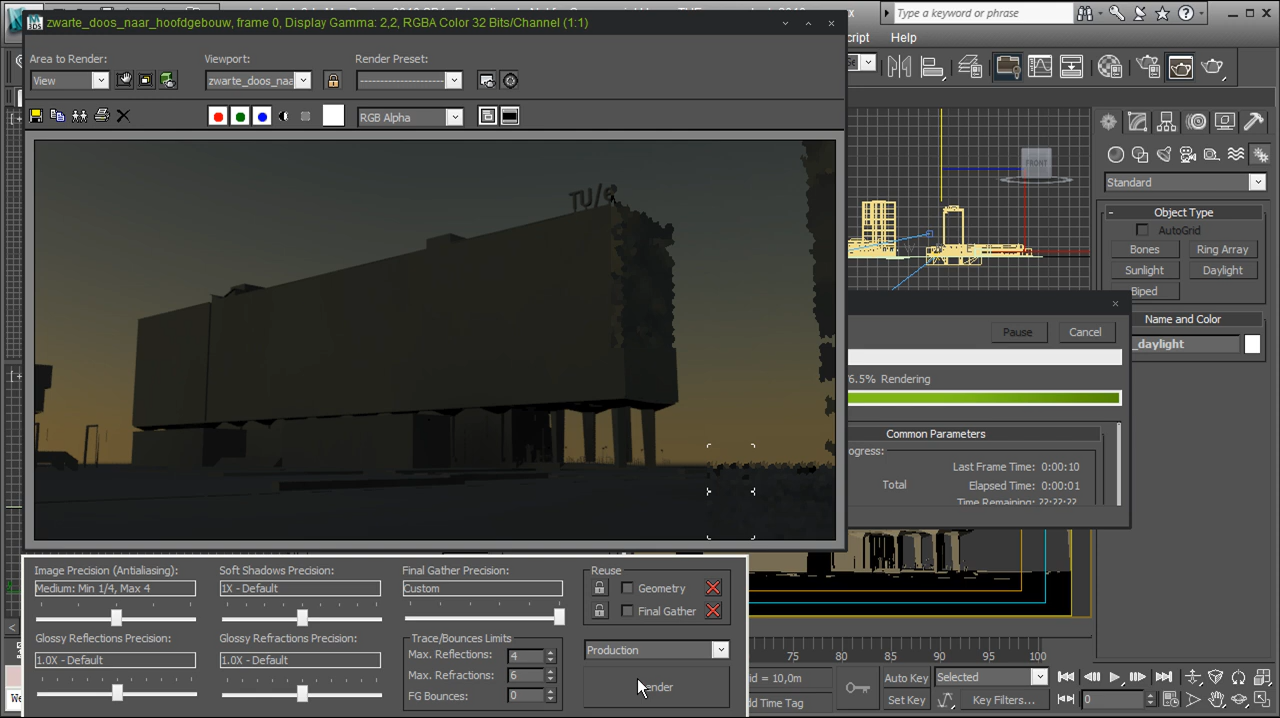 zwarte_doos_naar_hoofdgebouw, frame 0, Display Gamma: 2,2, RGBA Color 32 Bits/Channel (1:1)
Type a keyword or phrase
Help
Area to Render:
Viewport:
Render Preset:
View
zwarte_doos_naa
RGB Alpha
TU/e
FRONT
Standard
- Object Type
AutoGrid
Bones
Ring Array
Sunlight
Daylight
Biped
Name and Color
_daylight
Pause
Cancel
6.5% Rendering
Common Parameters
ogress:
Last Frame Time: 0:00:10
Total
Elapsed Time: 0:00:01
Time Remaining: ??:??:??
Image Precision (Antialiasing):
Soft Shadows Precision:
Final Gather Precision:
Reuse
Medium: Min 1/4, Max 4
1X - Default
Custom
Geometry
Final Gather
Glossy Reflections Precision:
Glossy Refractions Precision:
Trace/Bounces Limits
1.0X - Default
1.0X - Default
Max. Reflections: 4
Max. Refractions: 6
FG Bounces: 0
Production
ender
75 80 85 90 95 100
id = 10,0m
dd Time Tag
Auto Key
Selected
Set Key
Key Filters...
0